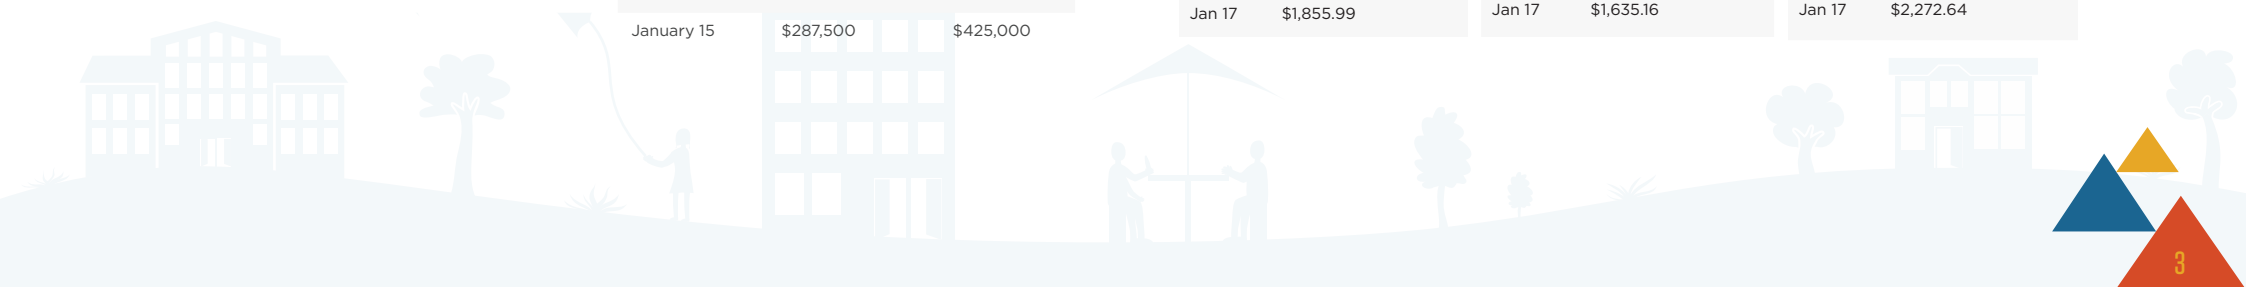 January 15 $287,500 $425,000
Jan 17 $1,855.99
Jan 17 $1,635.16
Jan 17 $2,272.64
3